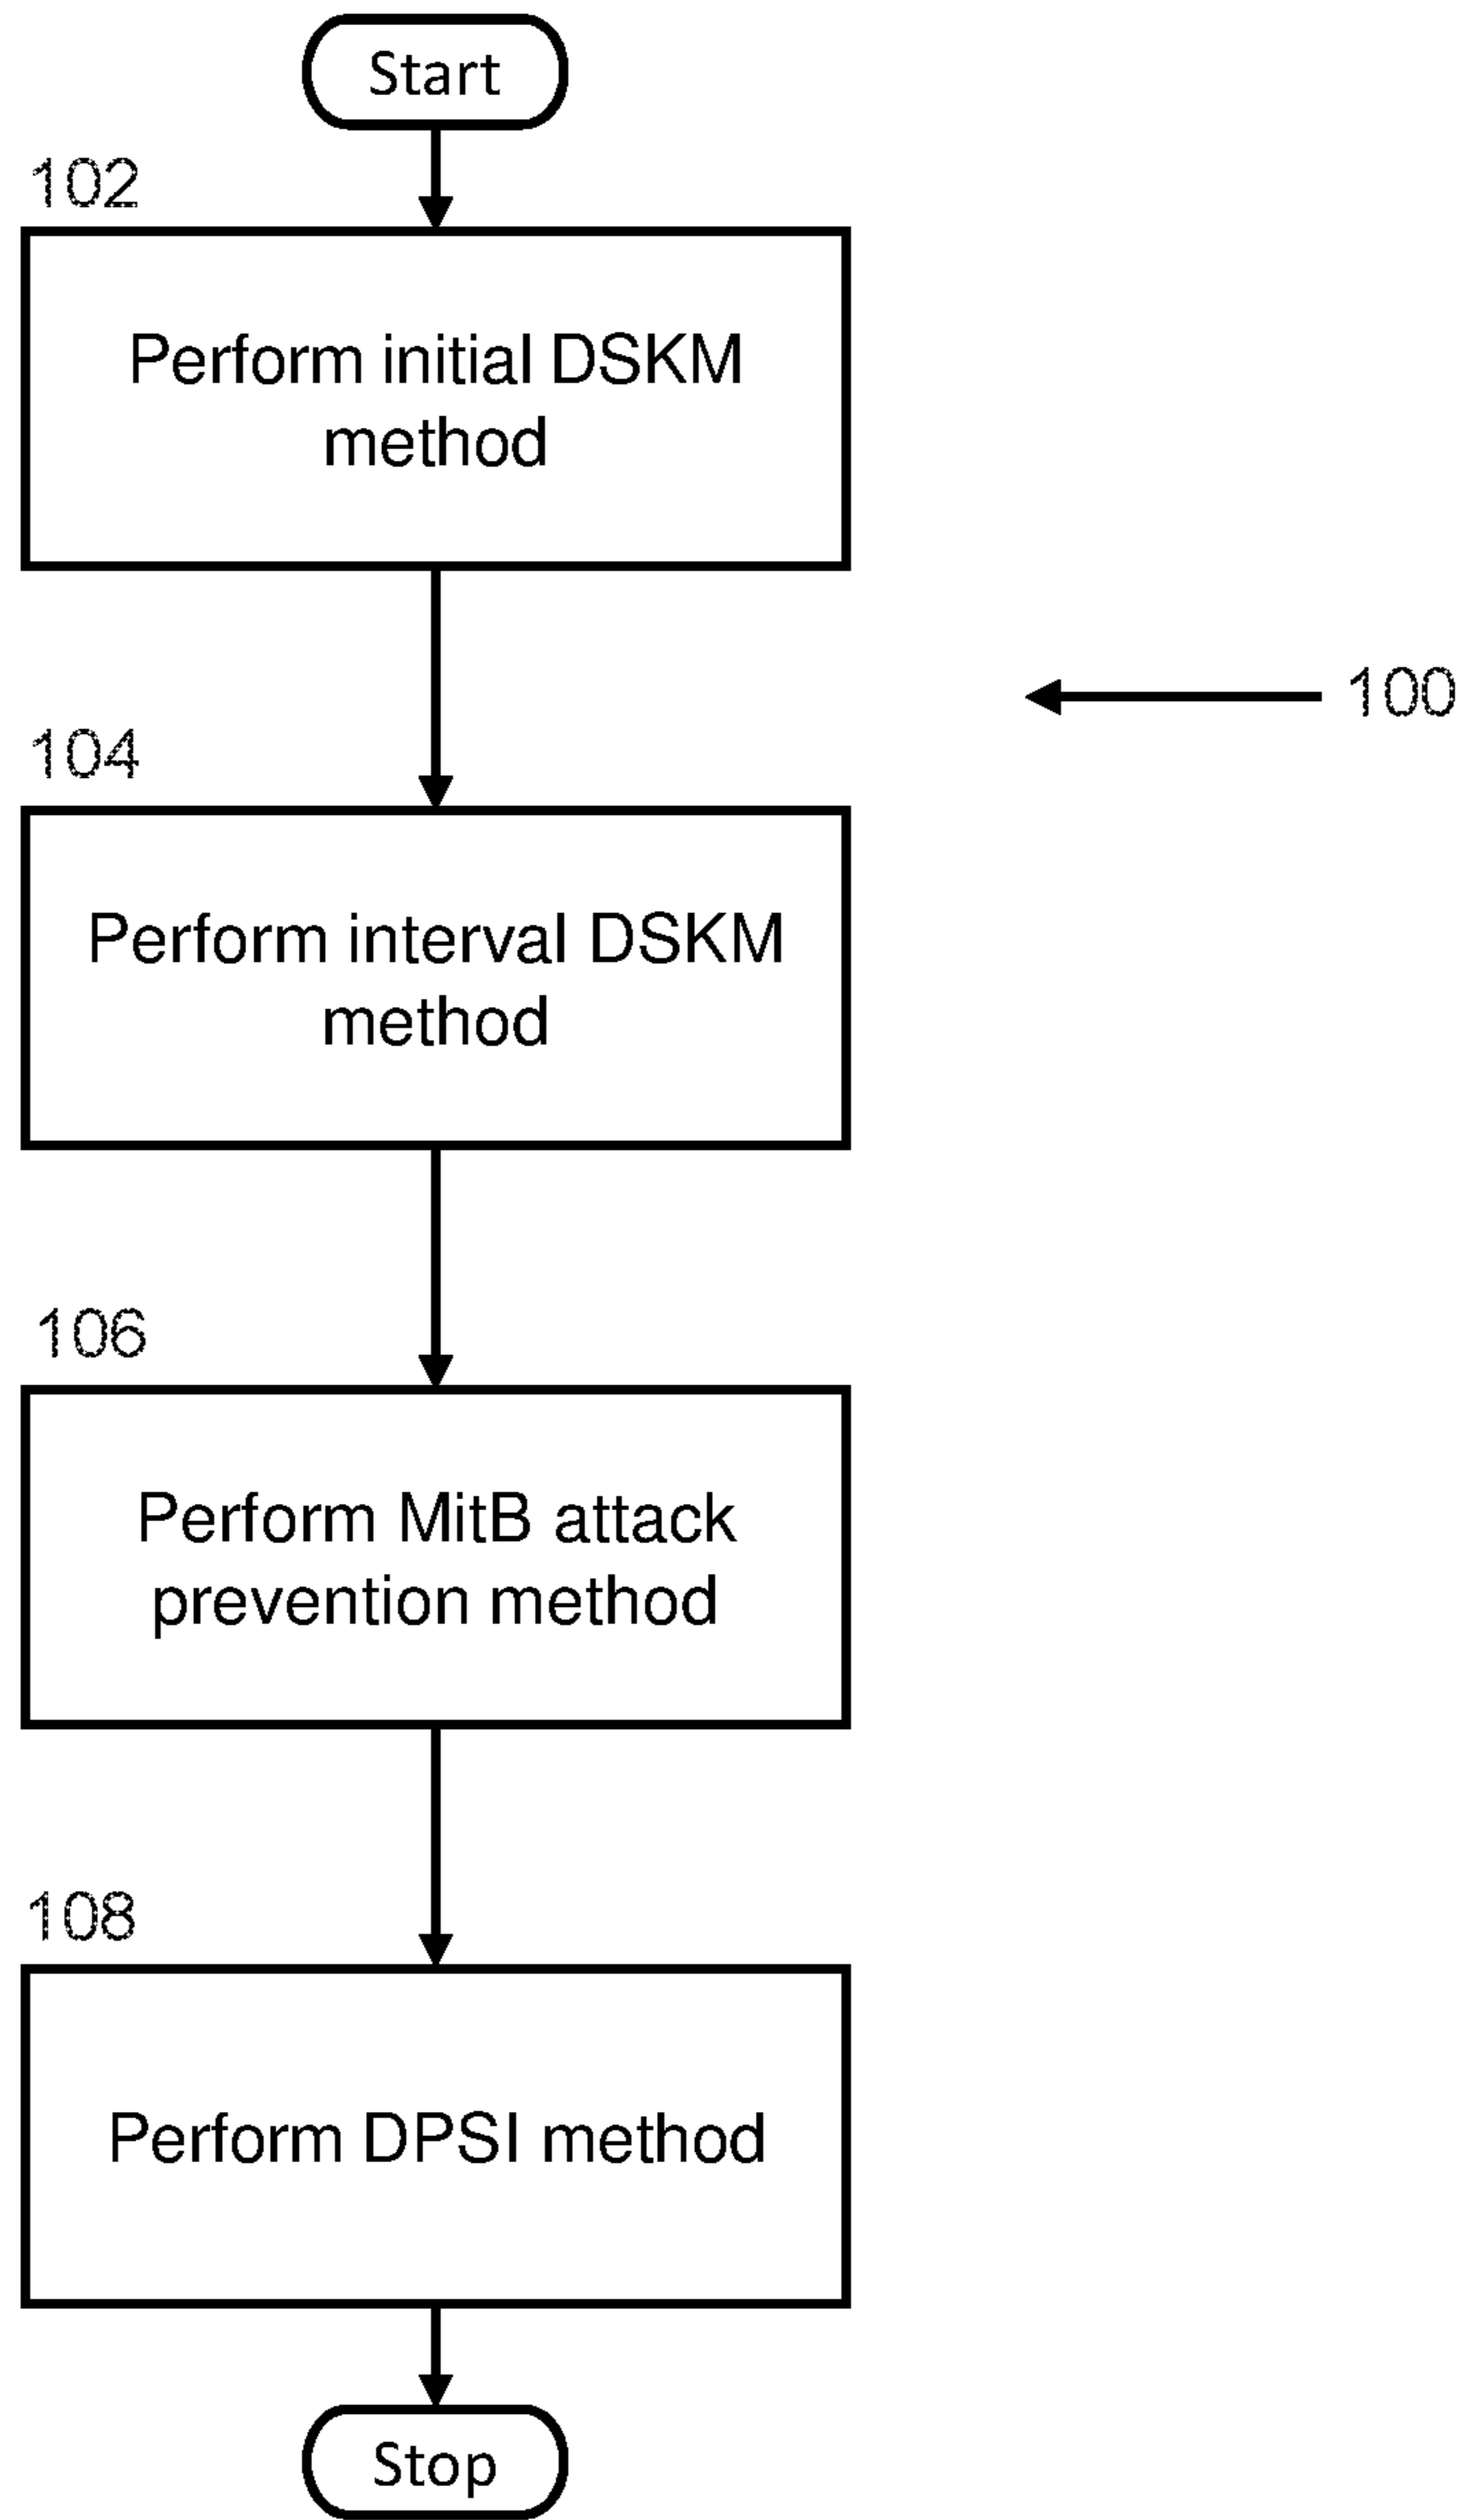 Start
102
Perform initial DSKM
method
100
104
Perform interval DSKM
method
106
Perform MitB attack
prevention method
108
Perform DPSI method
Stop